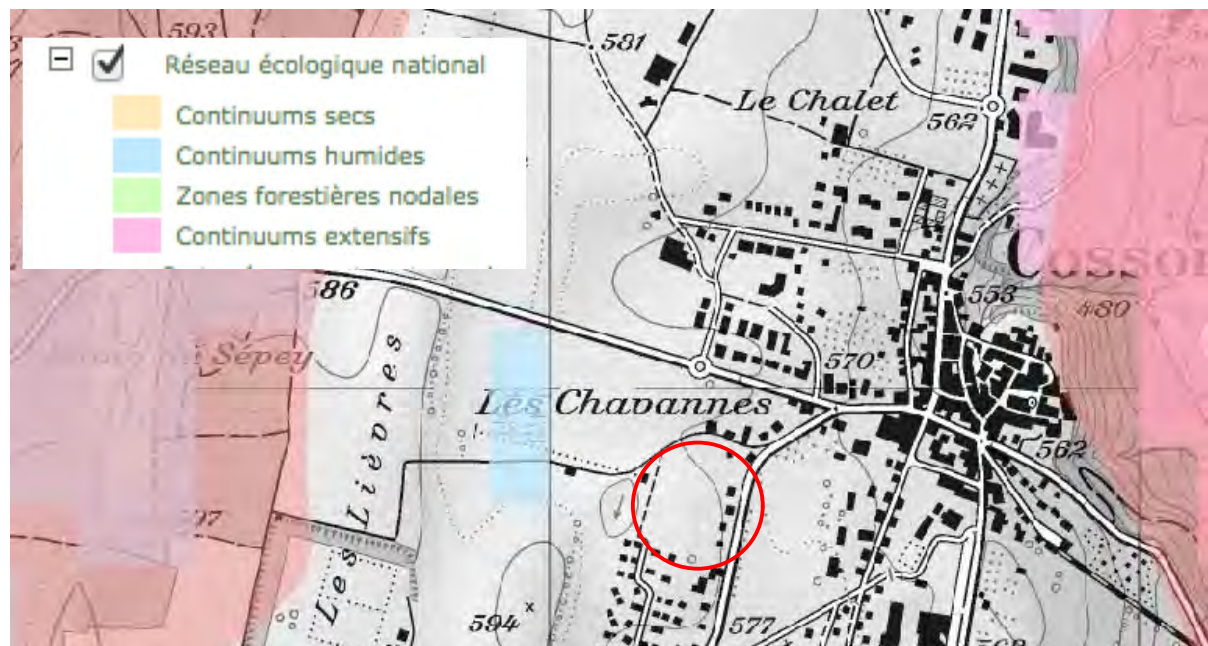 593
Réseau écologique national
Continuums secs
Continuums humides
Zones forestières nodales
Continuums extensifs
581
Le Chalet
562
Cosson
553
480
586
Sépey
570
Les Chavannes
562
Les Lièvres
594
577